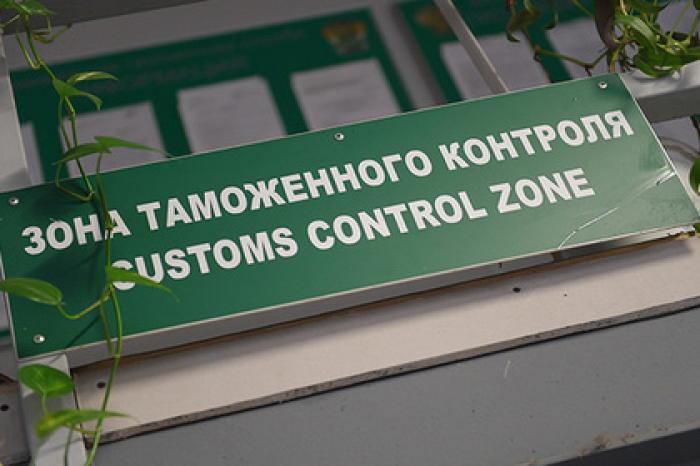 ЗОНА ТАМОЖЕННОГО КОНТРОЛЯ
CUSTOMS CONTROL ZONE